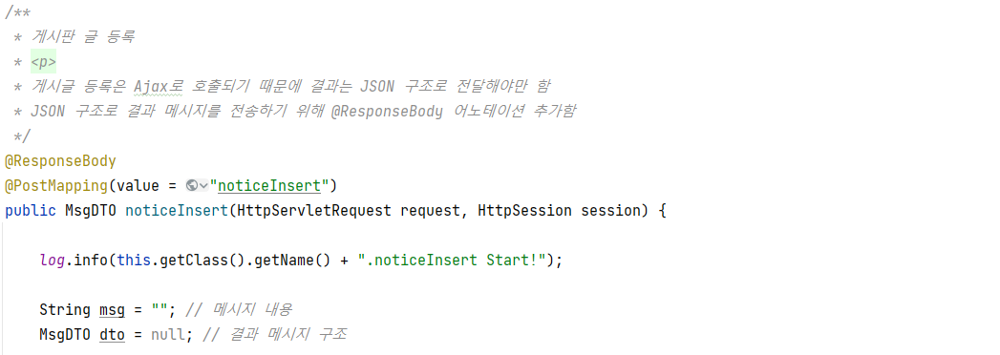 /**
 * 게시판 글 등록
 * <p>
 * 게시글 등록은 Ajax로 호출되기 때문에 결과는 JSON 구조로 전달해야만 함
 * JSON 구조로 결과 메시지를 전송하기 위해 @ResponseBody 어노테이션 추가함
 */
@ResponseBody
@PostMapping(value = "noticeInsert")
public MsgDTO noticeInsert(HttpServletRequest request, HttpSession session) {
    log.info(this.getClass().getName() + ".noticeInsert Start!");
    String msg = ""; // 메시지 내용
    MsgDTO dto = null; // 결과 메시지 구조